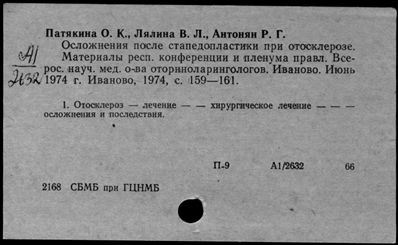 Патякина О. К., Лялина В. Л., Антонян Р. Г.
Осложнения после стапедопластики при отосклерозе.
Материалы респ. конференции и пленума правл. Все-
рос. науч. мед. о-ва оториноларингологов. Иваново. Июнь
1974 г. Иваново, 1974, с. 159—161.
А1/
2632
1. Отосклероз — лечение — - хирургическое лечение — - —
осложнения и последствия.
П-9 А1/2632 66
2168 СБМБ при ГЦНМБ